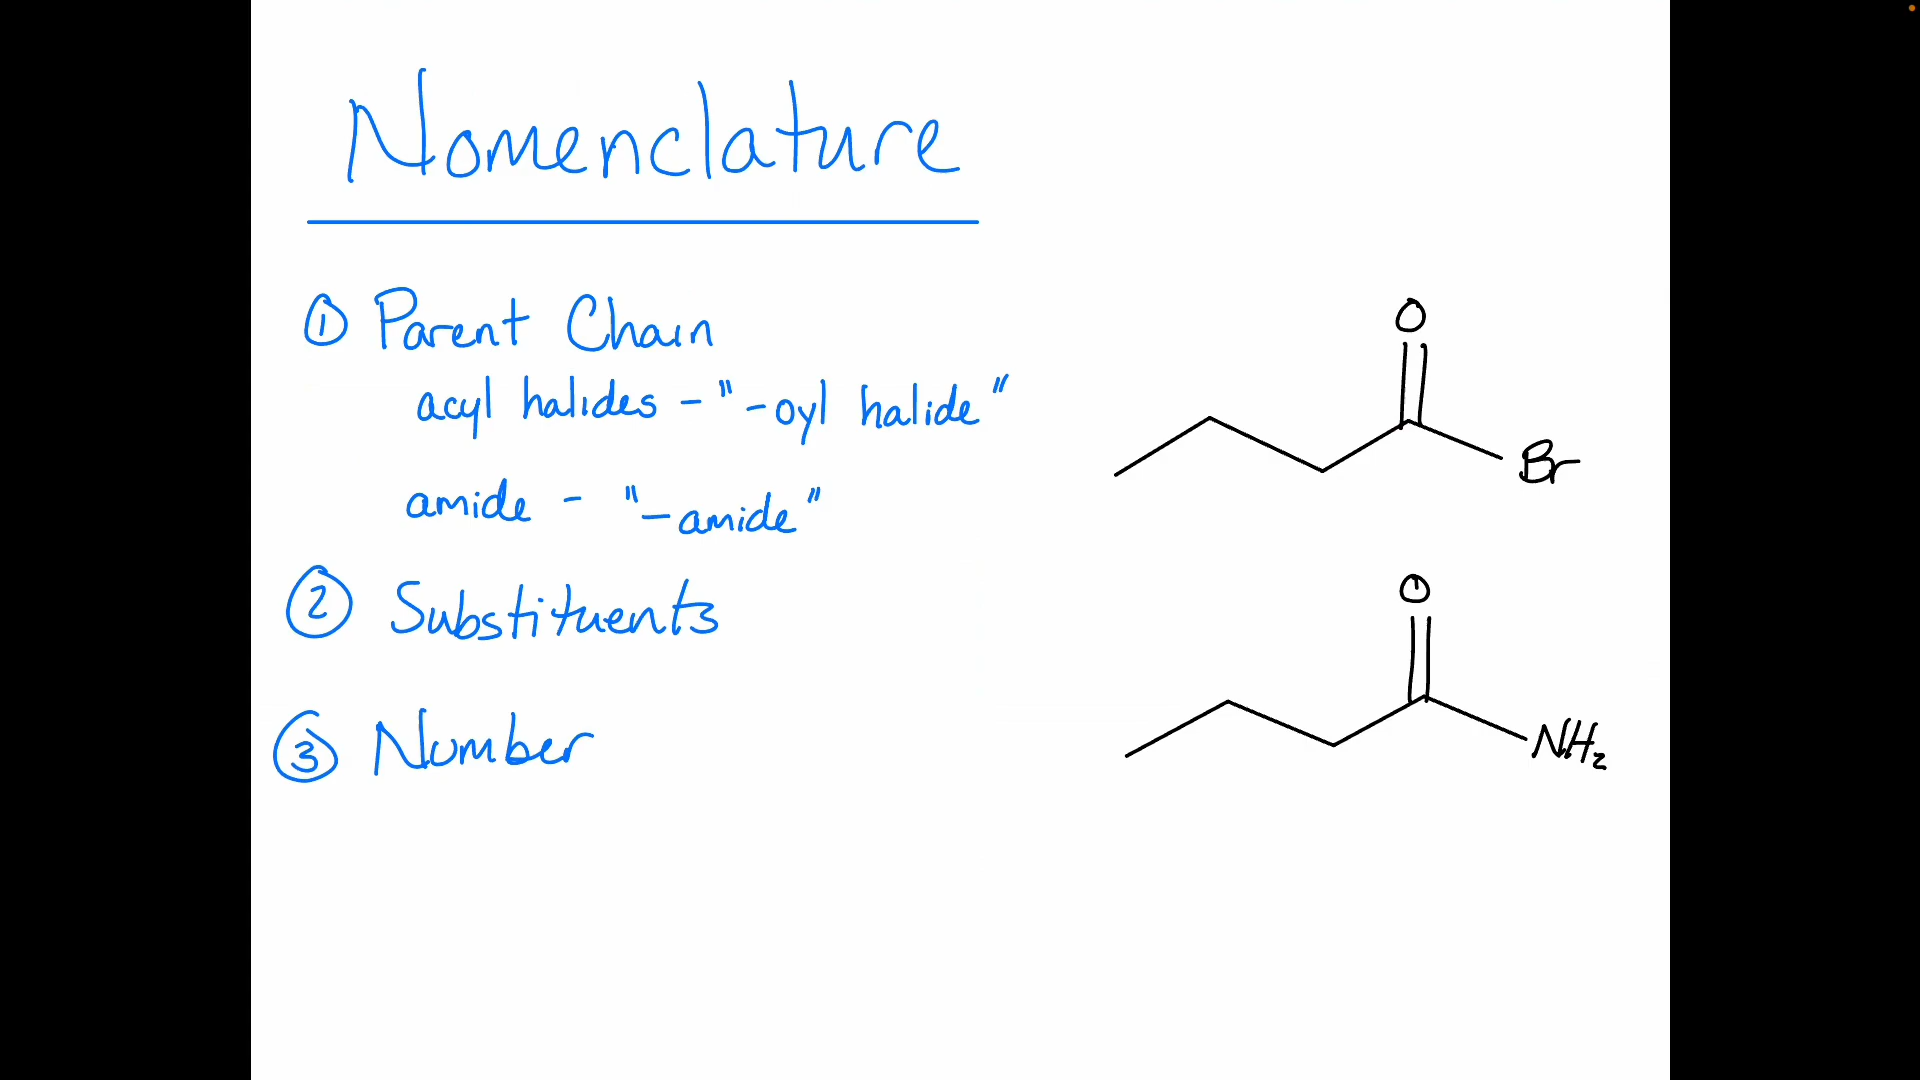 Nomenclature
① Parent Chain
acyl halides - "-oyl halide"
amide - "-amide"
② Substituents
③ Number
O
Br
O
NH₂